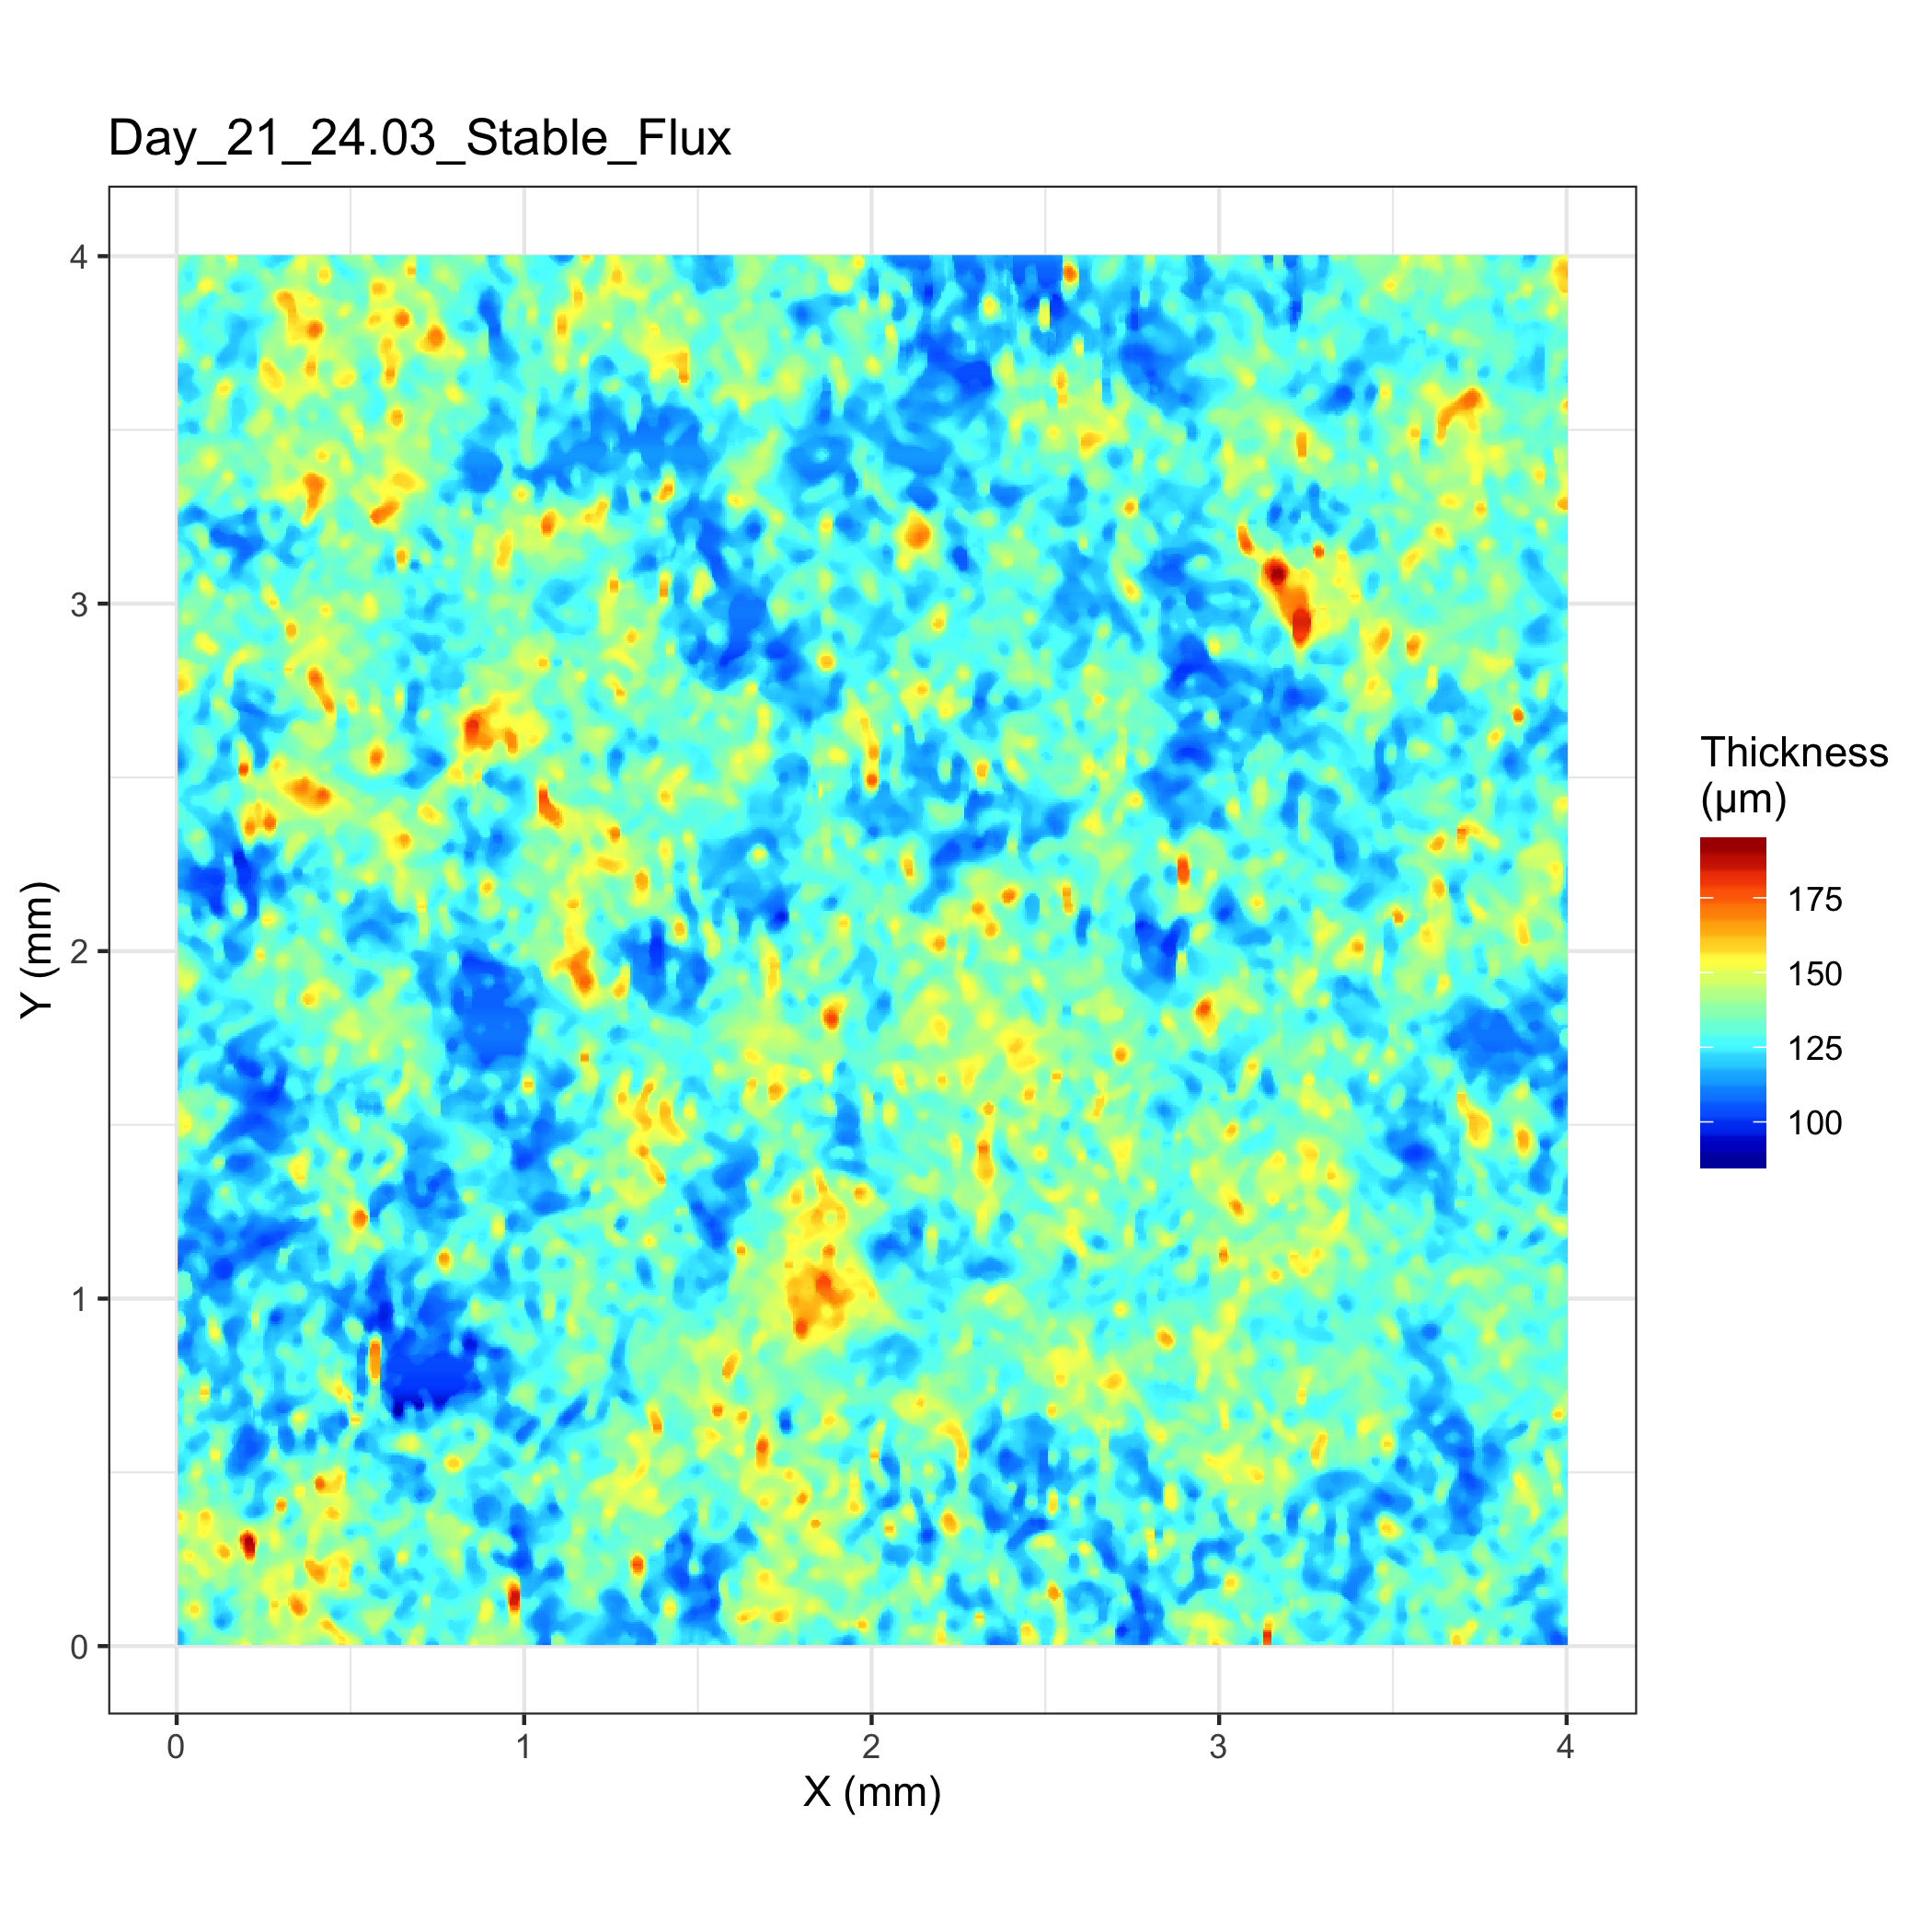 Day_21_24.03_Stable_Flux
4
3
2
1
0
Y (mm)
0 1 2 3 4
X (mm)
Thickness
(μm)
175
150
125
100